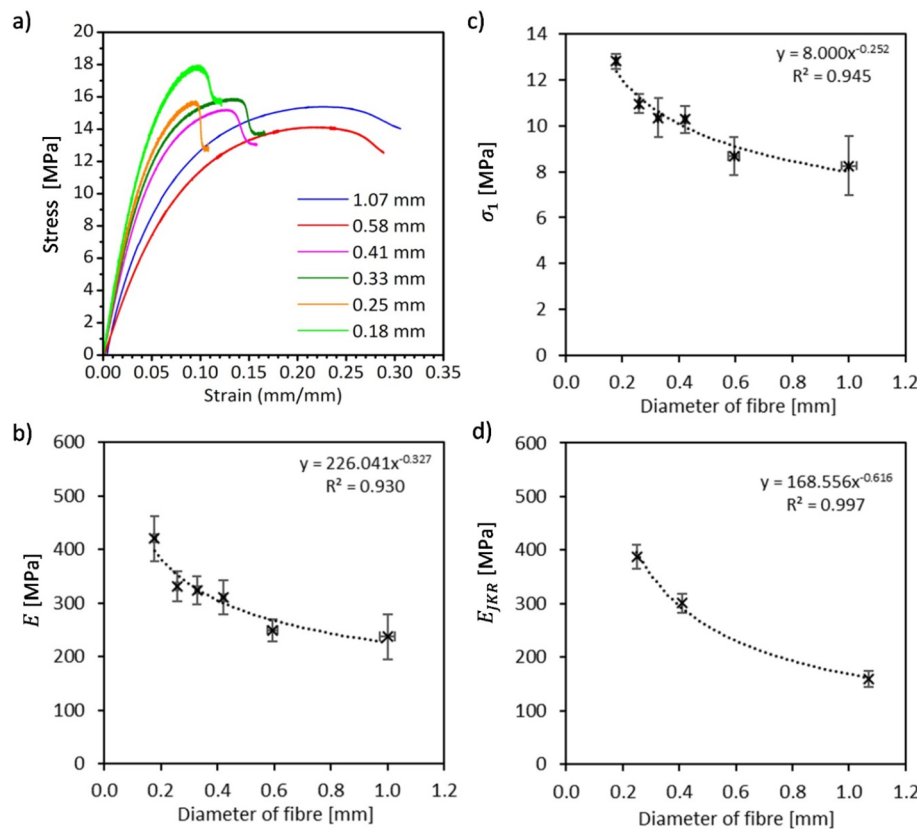 a)
20
18
16
14
12
10
8
6
4
2
0
Stress [MPa]
0.00 0.05 0.10 0.15 0.20 0.25 0.30 0.35
Strain (mm/mm)
1.07 mm
0.58 mm
0.41 mm
0.33 mm
0.25 mm
0.18 mm
c)
14
12
10
8
6
4
2
0
σ1 [MPa]
y = 8.000x^-0.252
R² = 0.945
0.0 0.2 0.4 0.6 0.8 1.0 1.2
Diameter of fibre [mm]
b)
600
500
400
300
200
100
0
E [MPa]
y = 226.041x^-0.327
R² = 0.930
0.0 0.2 0.4 0.6 0.8 1.0 1.2
Diameter of fibre [mm]
d)
600
500
400
300
200
100
0
E_JKR [MPa]
y = 168.556x^-0.616
R² = 0.997
0.0 0.2 0.4 0.6 0.8 1.0 1.2
Diameter of fibre [mm]